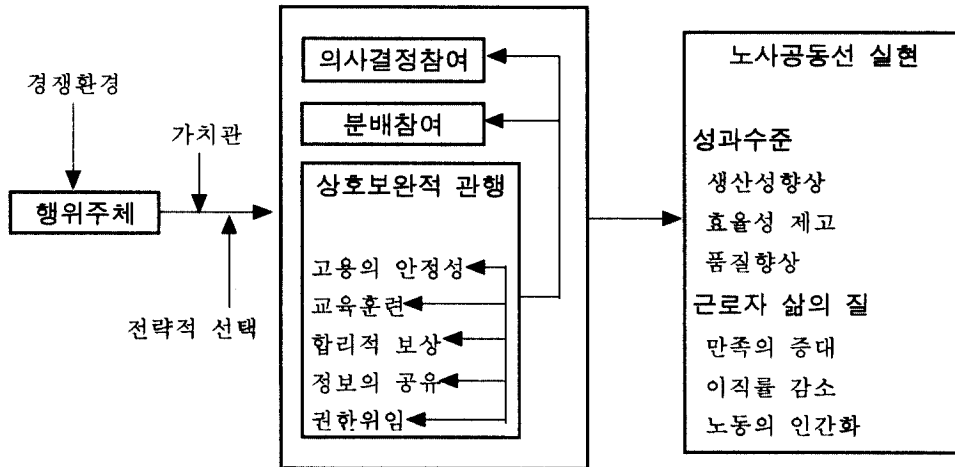 경쟁환경
가치관
행위주체
전략적 선택
의사결정참여
분배참여
상호보완적 관행
고용의 안정성
교육훈련
합리적 보상
정보의 공유
권한위임
노사공동선 실현
성과수준
생산성향상
효율성 제고
품질향상
근로자 삶의 질
만족의 증대
이직률 감소
노동의 인간화